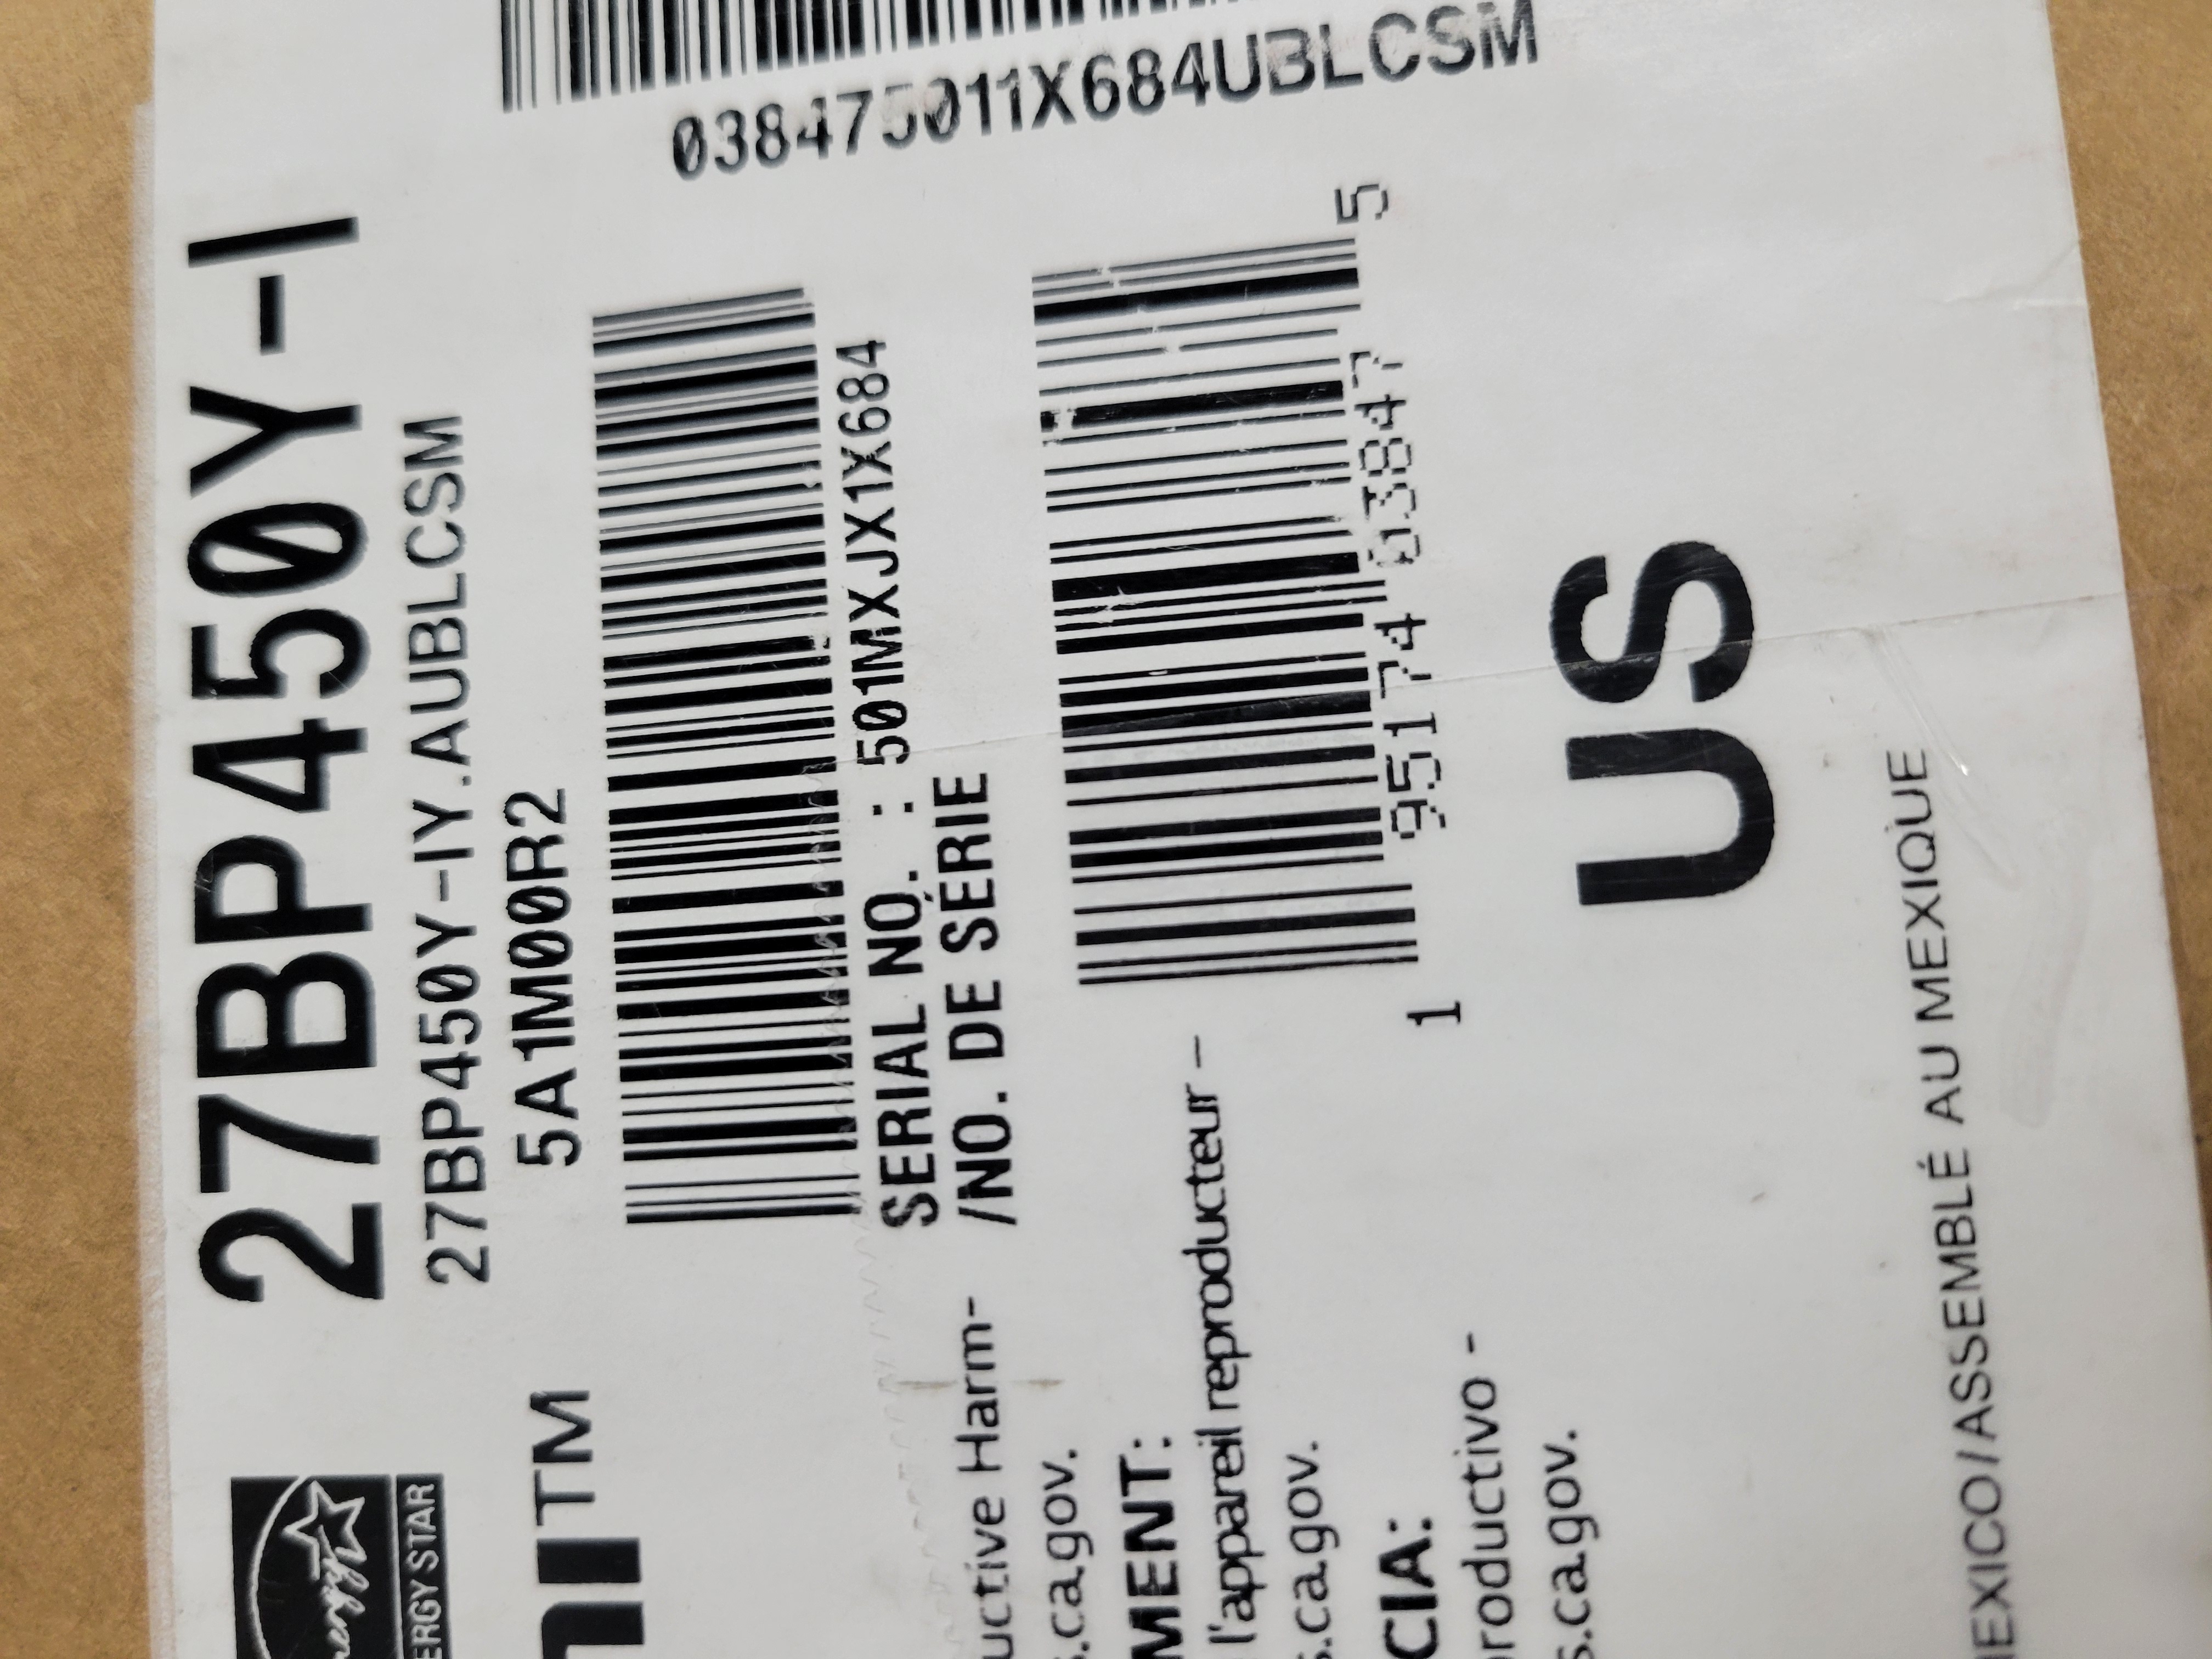 27BP450Y-I
27BP450Y-IY.AUBLCSM
5A1M00R2
SERIAL NO. : 501MXJX1X684
/NO. DE SÉRIE
1 95174 03847 5
US
MEXICO/ASSEMBLÉ AU MEXIQUE
038475011X684UBLCSM
ENERGY STAR
TM
uctive Harm-
s.ca.gov.
MENT:
l'appareil reproducteur –
s.ca.gov.
CIA:
productivo -
s.ca.gov.